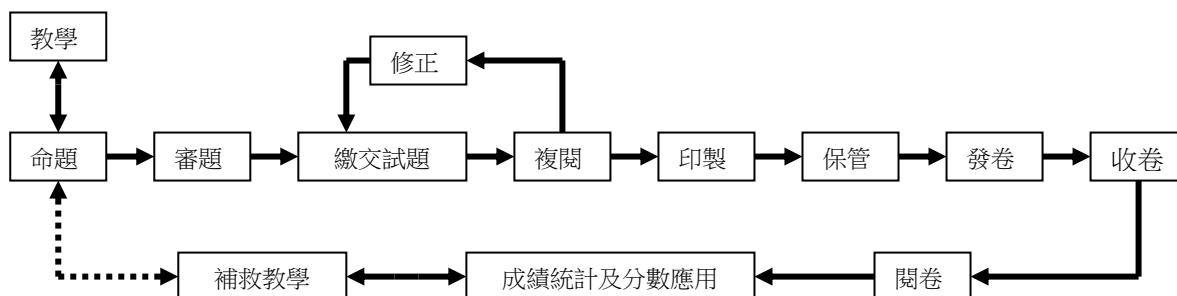 教學
修正
命題
審題
繳交試題
複閱
印製
保管
發卷
收卷
補救教學
成績統計及分數應用
閱卷